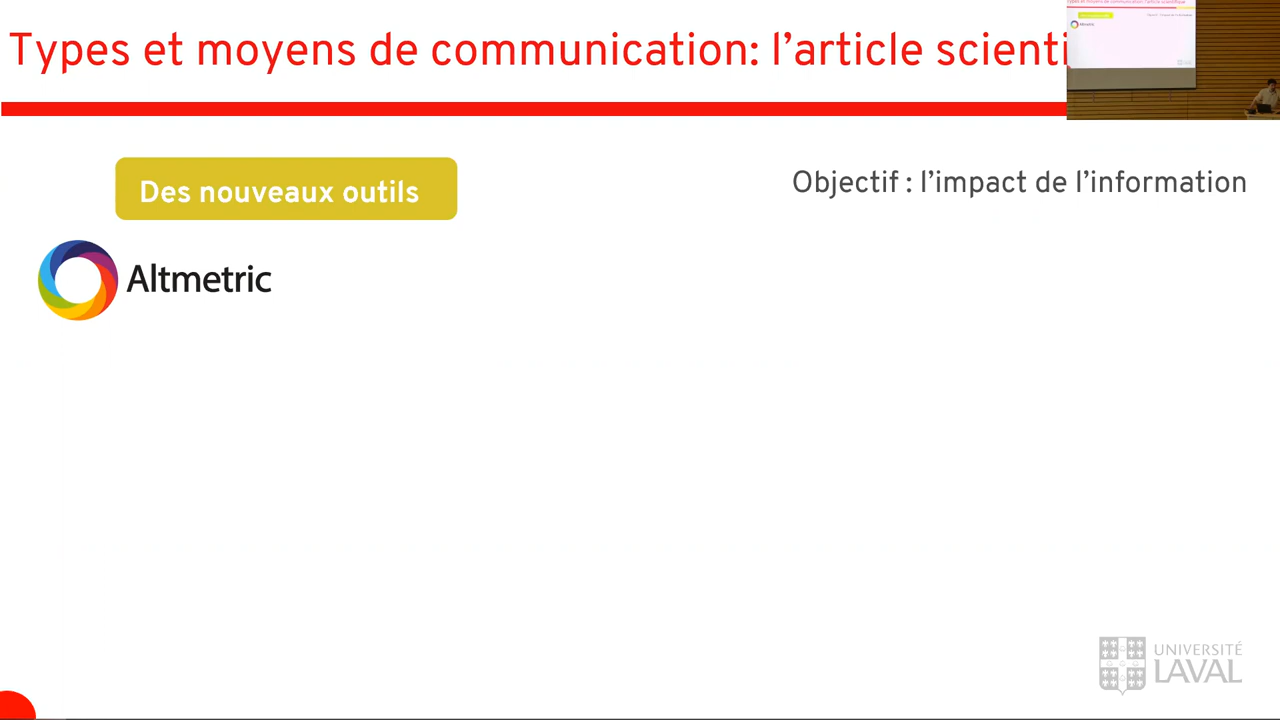 Types et moyens de communication: l’article scienti
Des nouveaux outils
Objectif : l’impact de l’information
Altmetric
UNIVERSITÉ
LAVAL